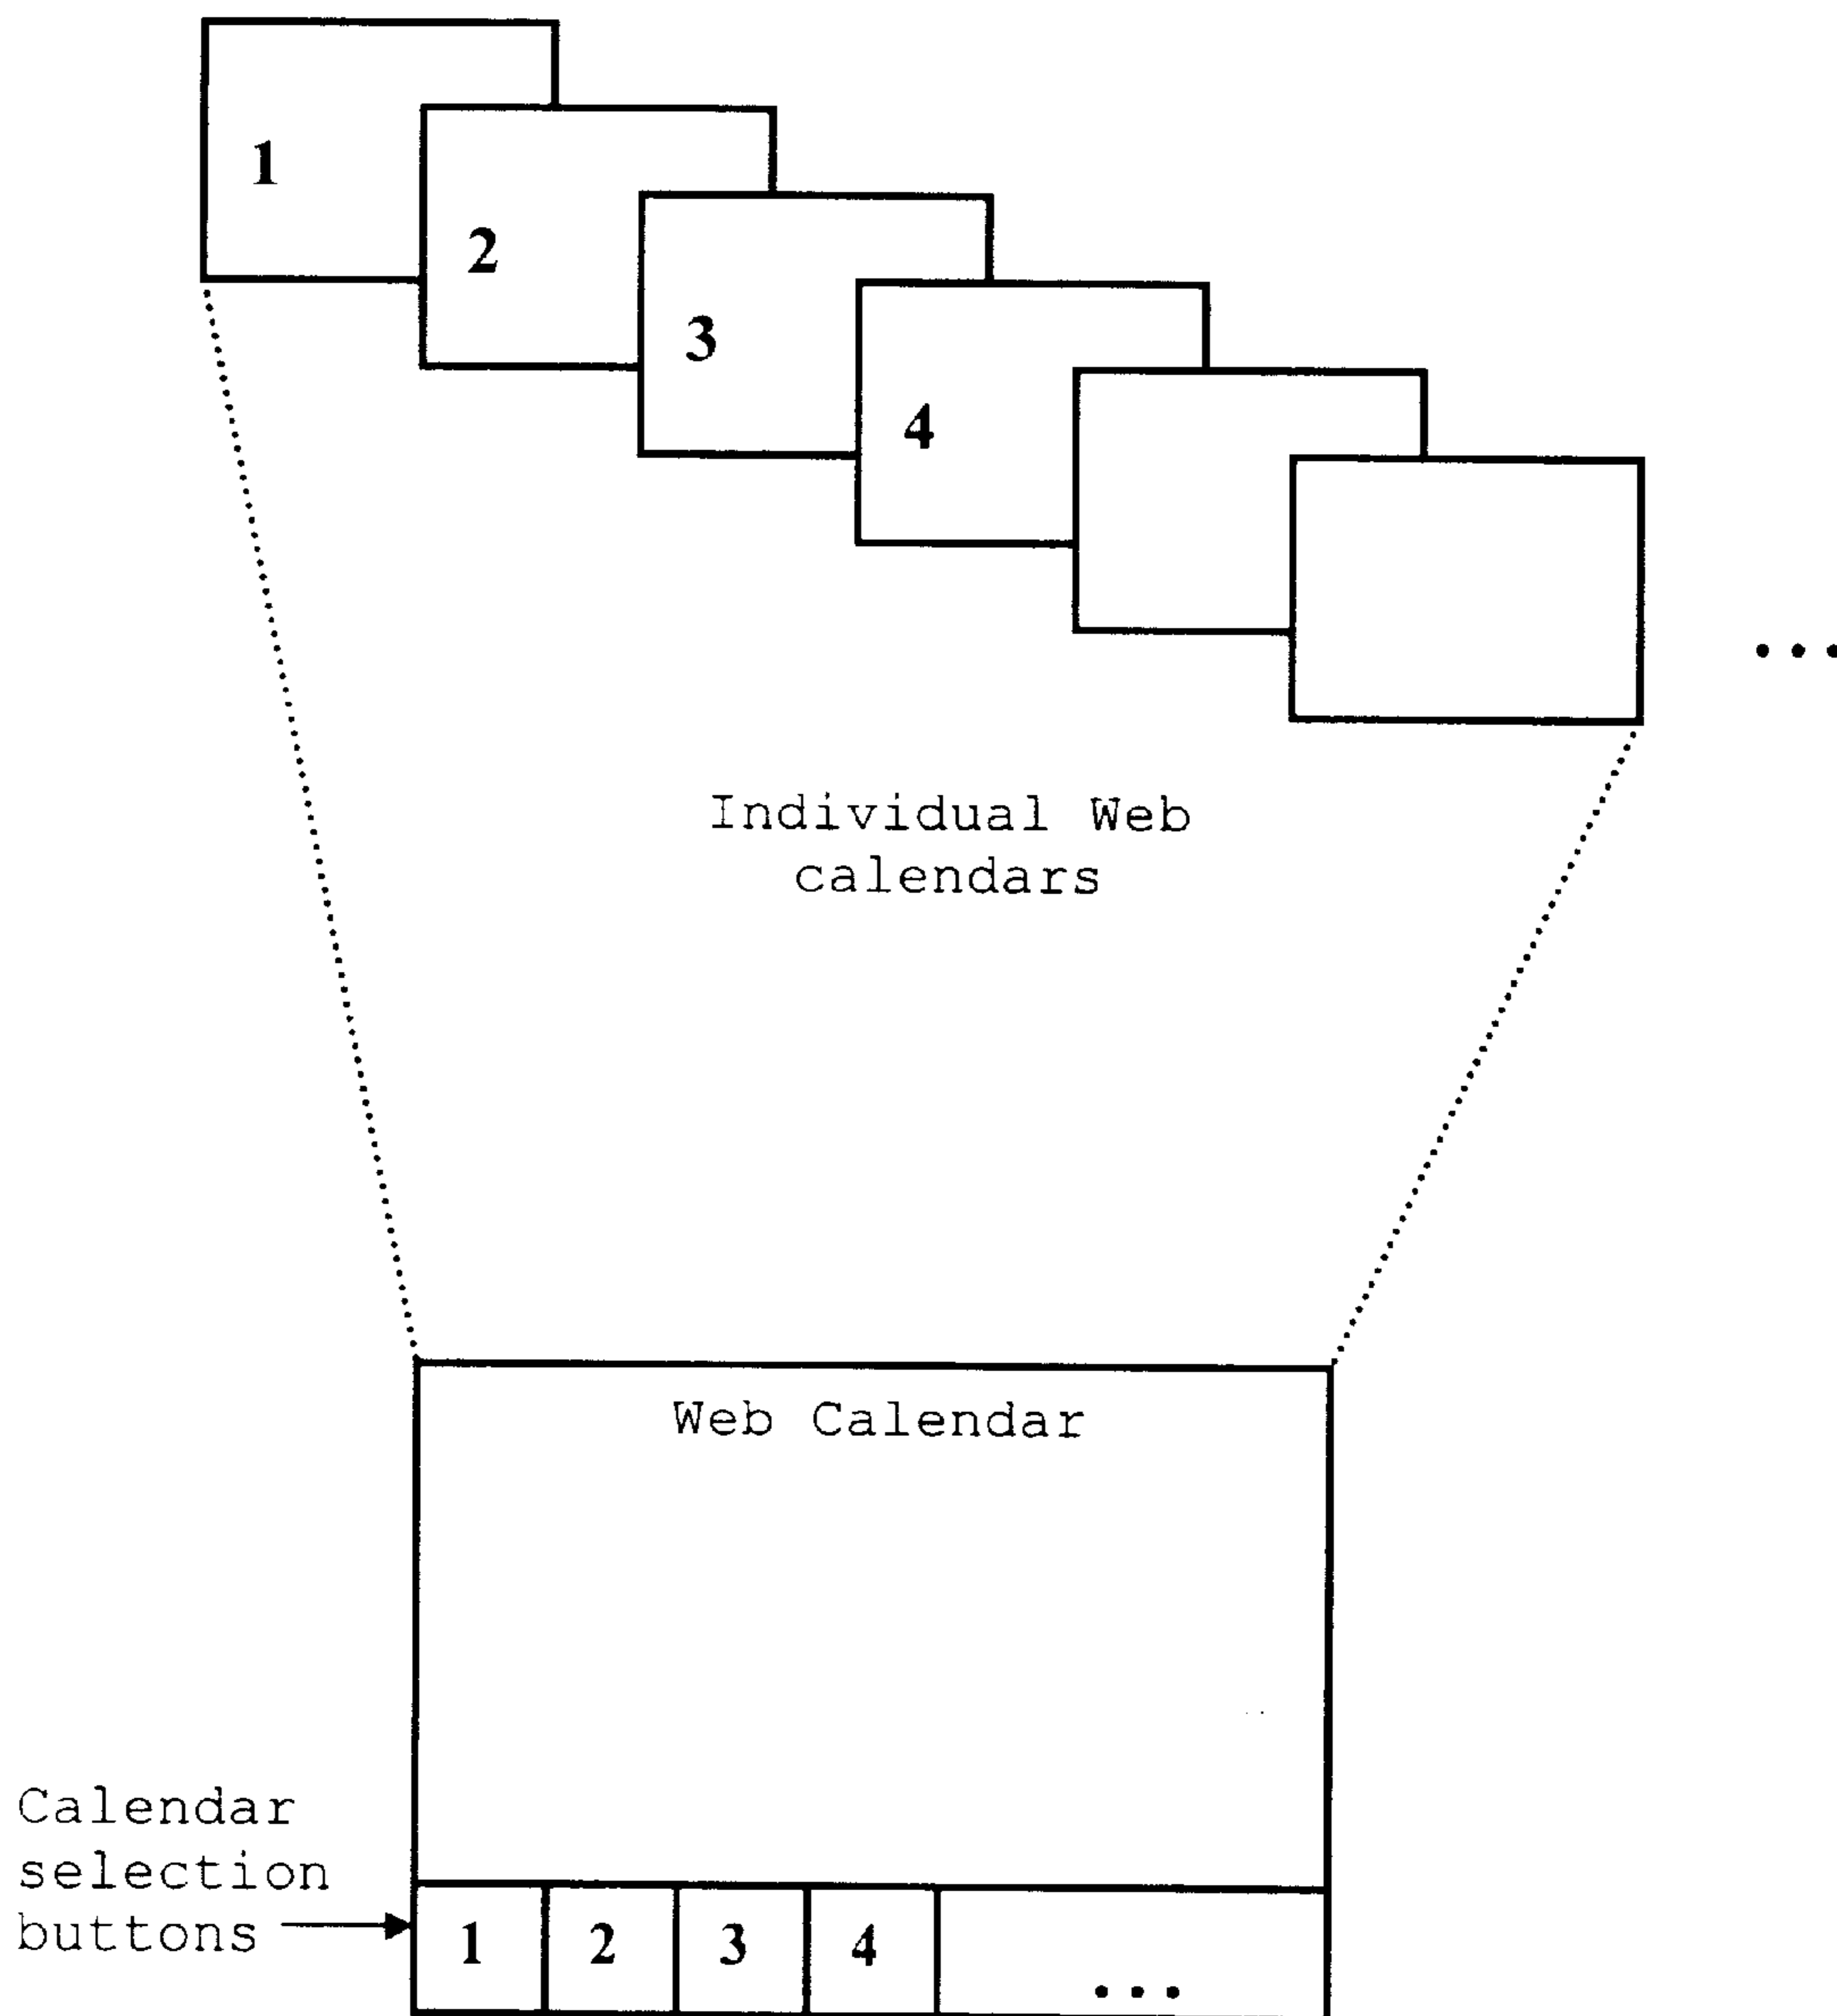 1
2
3
4
...
Individual Web
calendars
Web Calendar
Calendar
selection
buttons
1 2 3 4 ...